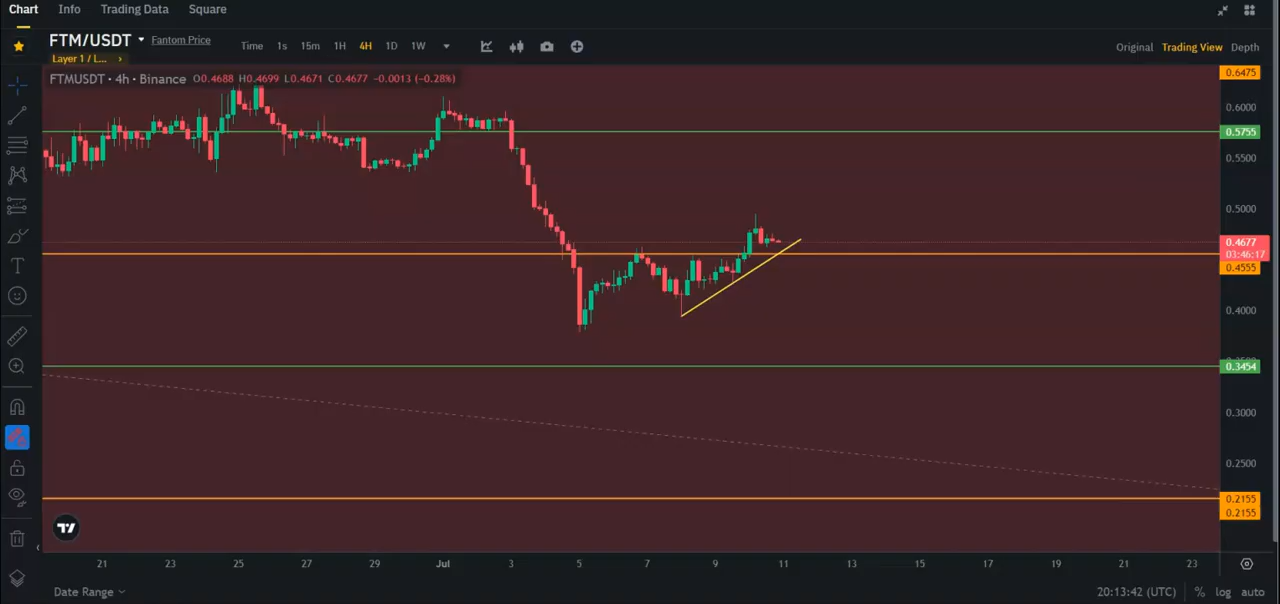 Chart Info Trading Data Square
FTM/USDT Fantom Price
Layer 1 / L... ›
Time 1s 15m 1H 4H 1D 1W
Original Trading View Depth
FTMUSDT · 4h · Binance O0.4688 H0.4699 L0.4671 C0.4677 −0.0013 (−0.28%)
0.6475
0.6000
0.5755
0.5500
0.5000
0.4677
03:46:17
0.4555
0.4000
0.3454
0.3000
0.2500
0.2155
0.2155
21 23 25 27 29 Jul 3 5 7 9 11 13 15 17 19 21 23
Date Range 20:13:42 (UTC) % log auto